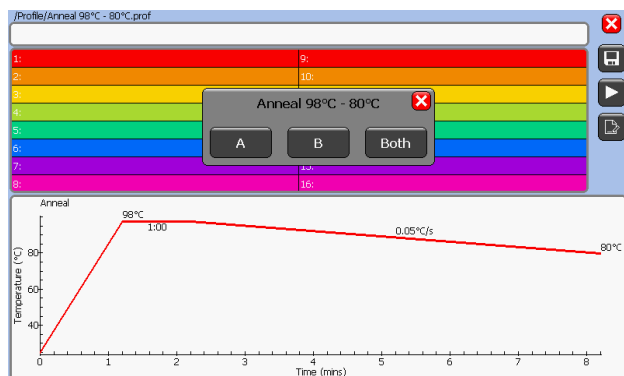 /Profile/Anneal 98°C - 80°C.prof
1: 9:
2: 10:
3:
4:
5:
6:
7: 15:
8: 16:
Anneal 98°C - 80°C
A B Both
Anneal
98°C
1:00
0.05°C/s
80°C
Temperature (°C)
80
60
40
0 1 2 3 4 5 6 7 8
Time (mins)